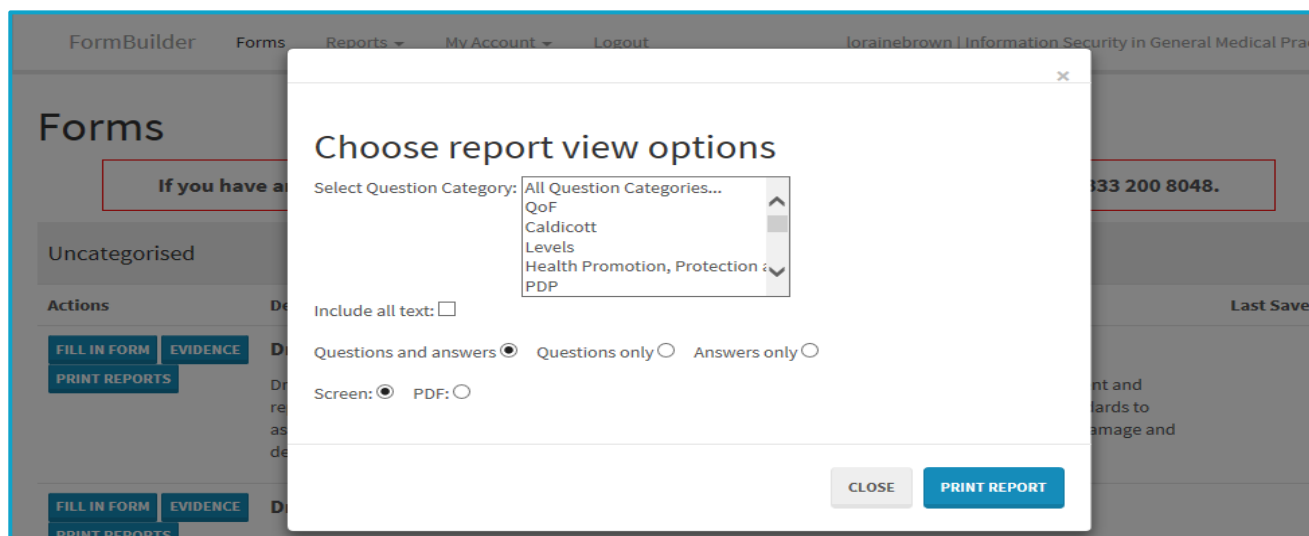 FormBuilder Forms Reports My Account Logout lorainebrown | Information Security in General Medical
×
Forms
Choose report view options
If you have 333 200 8048.
Select Question Category: All Question Categories...
QoF
Caldicott
Levels
Health Promotion, Protection
PDP
Uncategorised
Actions Last Save
Include all text:
FILL IN FORM EVIDENCE
Questions and answers Questions only Answers only
PRINT REPORTS
Screen: PDF:
nt and
lards to
amage and
CLOSE PRINT REPORT
FILL IN FORM EVIDENCE
PRINT REPORTS